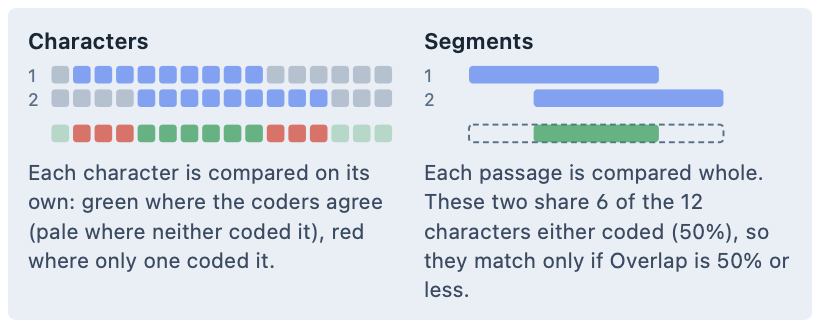 Characters
1
2
Each character is compared on its
own: green where the coders agree
(pale where neither coded it), red
where only one coded it.
Segments
1
2
Each passage is compared whole.
These two share 6 of the 12
characters either coded (50%), so
they match only if Overlap is 50% or
less.